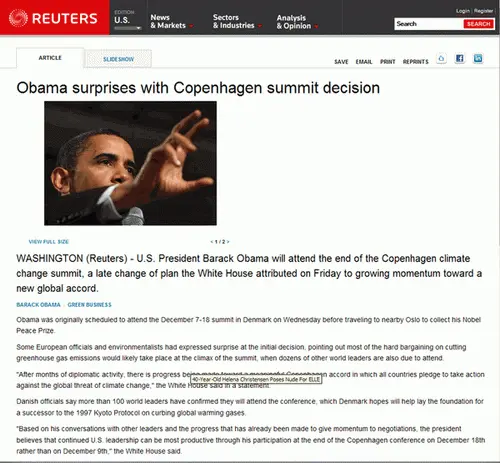 REUTERS
EDITION
U.S.
News
& Markets
Sectors
& Industries
Analysis
& Opinion
Login | Register
Search
SEARCH
ARTICLE
SLIDESHOW
SAVE EMAIL PRINT REPRINTS
Obama surprises with Copenhagen summit decision
VIEW FULL SIZE
1 / 2
WASHINGTON (Reuters) - U.S. President Barack Obama will attend the end of the Copenhagen climate
change summit, a late change of plan the White House attributed on Friday to growing momentum toward a
new global accord.
BARACK OBAMA GREEN BUSINESS
Obama was originally scheduled to attend the December 7-18 summit in Denmark on Wednesday before traveling to nearby Oslo to collect his Nobel
Peace Prize.
Some European officials and environmentalists had expressed surprise at the initial decision, pointing out most of the hard bargaining on cutting
greenhouse gas emissions would likely take place at the climax of the summit, when dozens of other world leaders are also due to attend.
"After months of diplomatic activity, there is progress being made toward a meaningful Copenhagen accord in which all countries pledge to take action
40-Year-Old Helena Christensen Poses Nude For ELLE
against the global threat of climate change," the White House said in a statement.
Danish officials say more than 100 world leaders have confirmed they will attend the conference, which Denmark hopes will help lay the foundation for
a successor to the 1997 Kyoto Protocol on curbing global warming gases.
"Based on his conversations with other leaders and the progress that has already been made to give momentum to negotiations, the president
believes that continued U.S. leadership can be most productive through his participation at the end of the Copenhagen conference on December 18th
rather than on December 9th," the White House said.